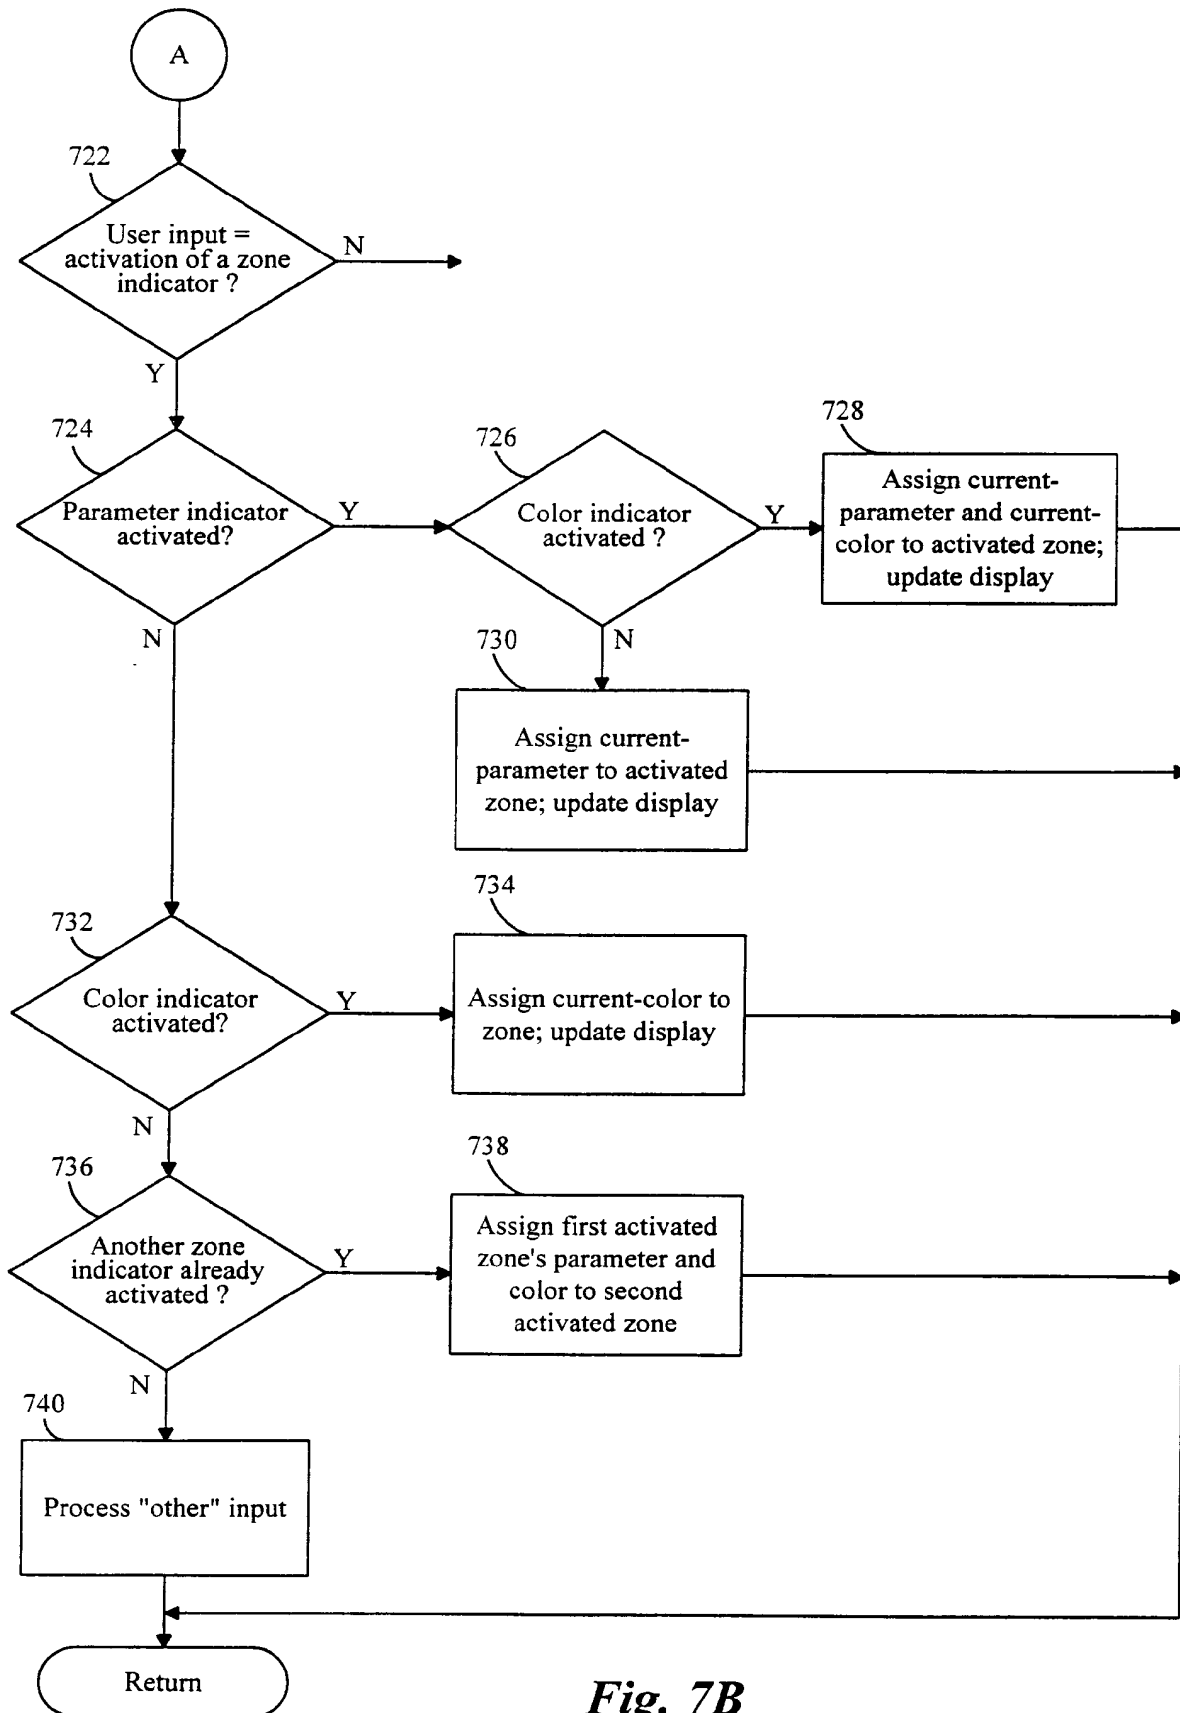 A
722
User input =
activation of a zone
indicator ?
N
Y
724
Parameter indicator
activated?
Y
N
726
Color indicator
activated ?
Y
N
728
Assign current-
parameter and current-
color to activated zone;
update display
730
Assign current-
parameter to activated
zone; update display
732
Color indicator
activated?
Y
N
734
Assign current-color to
zone; update display
736
Another zone
indicator already
activated ?
Y
N
738
Assign first activated
zone's parameter and
color to second
activated zone
740
Process "other" input
Return
Fig. 7B